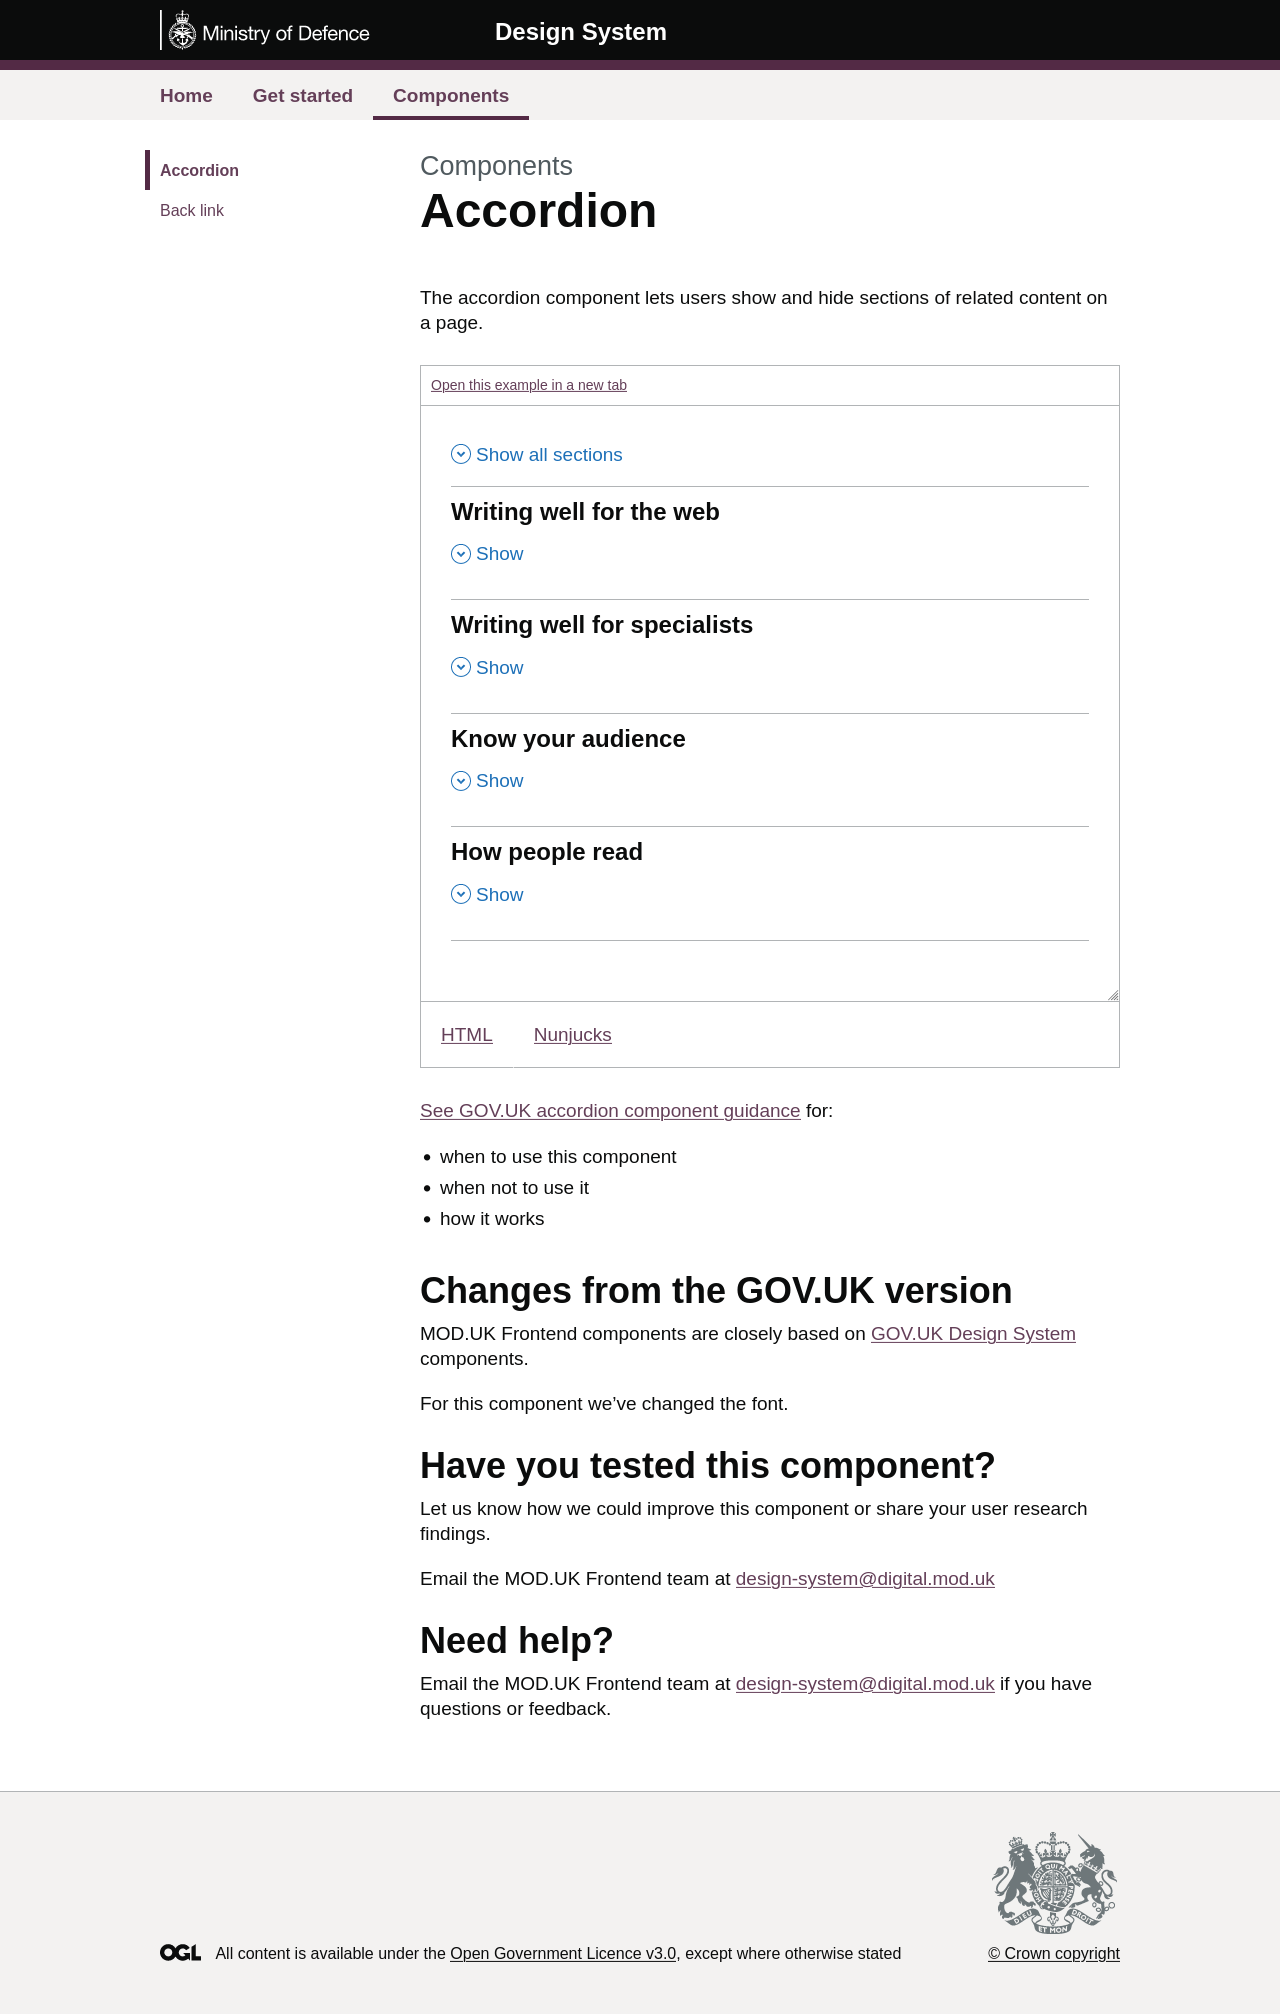 Ministry of Defence
Design System
Home
Get started
Components
Accordion
Back link
Components
Accordion
The accordion component lets users show and hide sections of related content on
a page.
Open this example in a new tab
Show all sections
Writing well for the web
Show
Writing well for specialists
Show
Know your audience
Show
How people read
Show
HTML
Nunjucks
See GOV.UK accordion component guidance for:
• when to use this component
• when not to use it
• how it works
Changes from the GOV.UK version
MOD.UK Frontend components are closely based on GOV.UK Design System
components.
For this component we’ve changed the font.
Have you tested this component?
Let us know how we could improve this component or share your user research
findings.
Email the MOD.UK Frontend team at design-system@digital.mod.uk
Need help?
Email the MOD.UK Frontend team at design-system@digital.mod.uk if you have
questions or feedback.
DIEU ET MON DROIT
OGL
All content is available under the Open Government Licence v3.0, except where otherwise stated
© Crown copyright